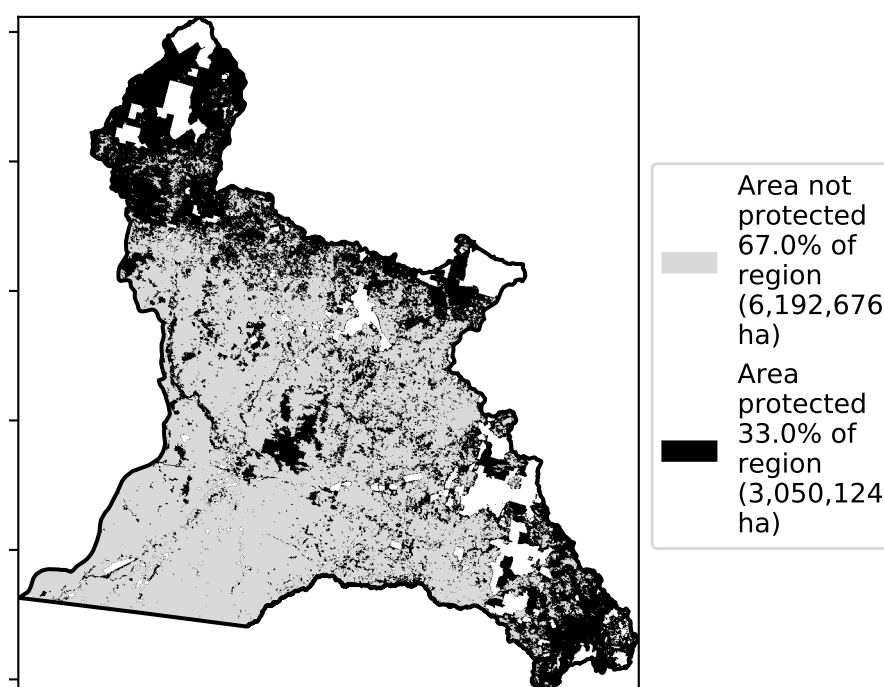 Area not
protected
67.0% of
region
(6,192,676
ha)
Area
protected
33.0% of
region
(3,050,124
ha)